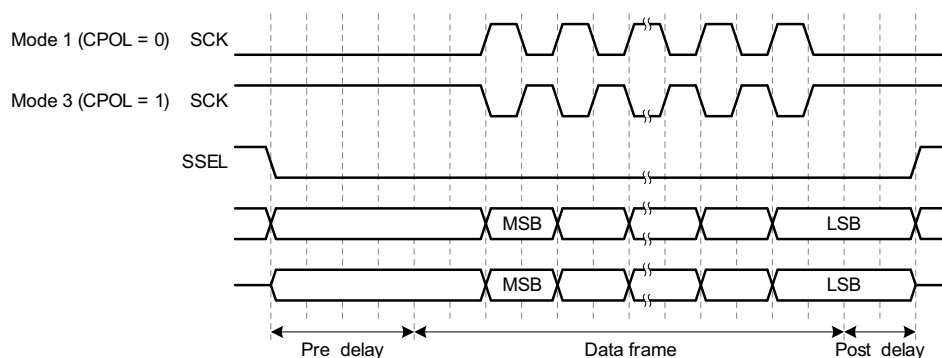 Mode 1 (CPOL = 0) SCK
Mode 3 (CPOL = 1) SCK
SSEL
MSB LSB
MSB LSB
Pre delay Data frame Post delay